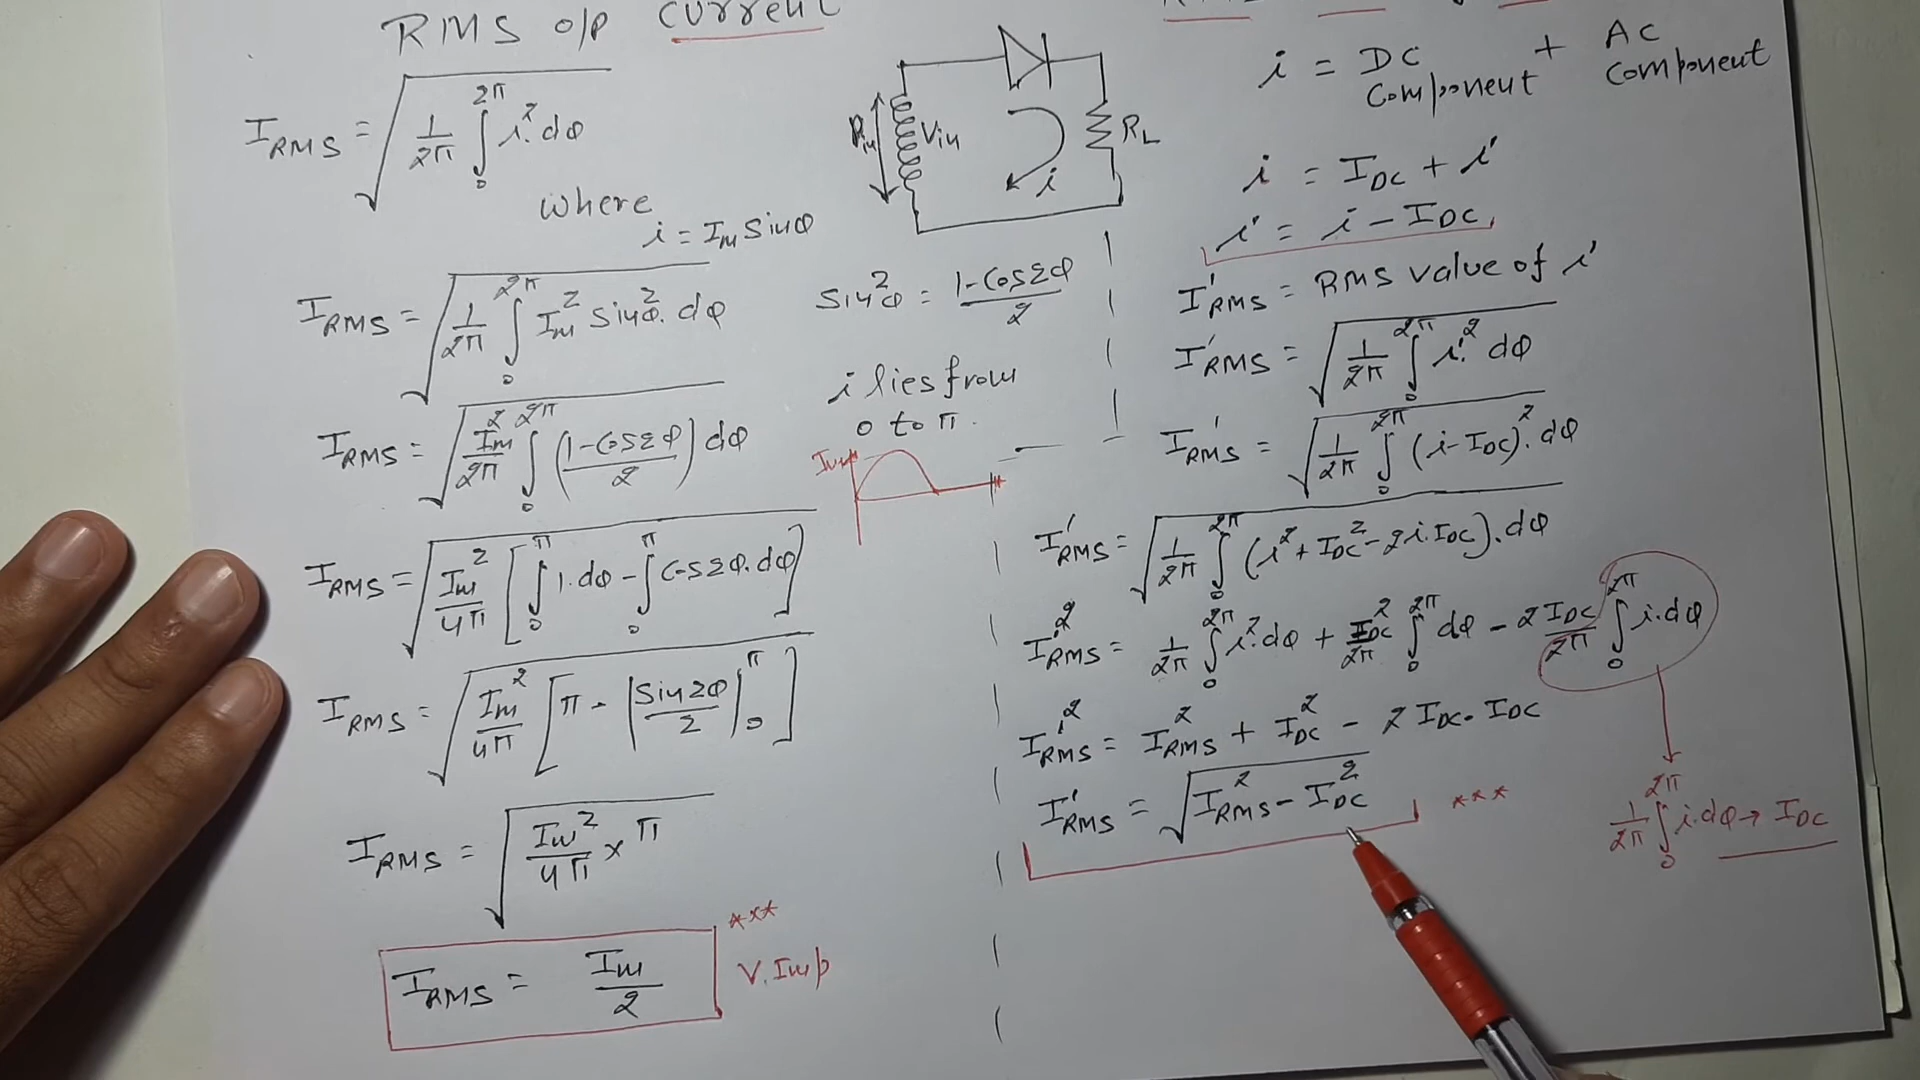 RMS o/p current
I_RMS = √(1/2π ∫₀^2π i². dφ)
where
i = I_m Sinφ
I_RMS = √(1/2π ∫₀^2π I_m² Sin²φ. dφ)
I_RMS = √(I_m²/2π ∫₀^2π (1-Cos2φ/2) dφ)
I_RMS = √(I_m²/4π [∫₀^π 1.dφ - ∫₀^π Cos2φ.dφ])
I_RMS = √(I_m²/4π [π - |Sin2φ/2|₀^π])
I_RMS = √(I_m²/4π × π)
I_RMS = I_m/2
***
V. Imp
Vin
i
R_L
Sin²φ = 1-Cos2φ/2
i lies from
0 to π.
Im
i = DC component + AC component
i = I_DC + i'
i' = i - I_DC
I'_RMS = RMS value of i'
I'_RMS = √(1/2π ∫₀^2π i'². dφ)
I'_RMS = √(1/2π ∫₀^2π (i-I_DC)². dφ)
I'_RMS = √(1/2π ∫₀^2π (i² + I_DC² - 2i.I_DC). dφ)
I'²_RMS = 1/2π ∫₀^2π i². dφ + I_DC²/2π ∫₀^2π dφ - 2I_DC/2π ∫₀^2π i.dφ
I'²_RMS = I²_RMS + I²_DC - 2 I_DC. I_DC
I'_RMS = √(I²_RMS - I²_DC)
***
1/2π ∫₀^2π i.dφ → I_DC